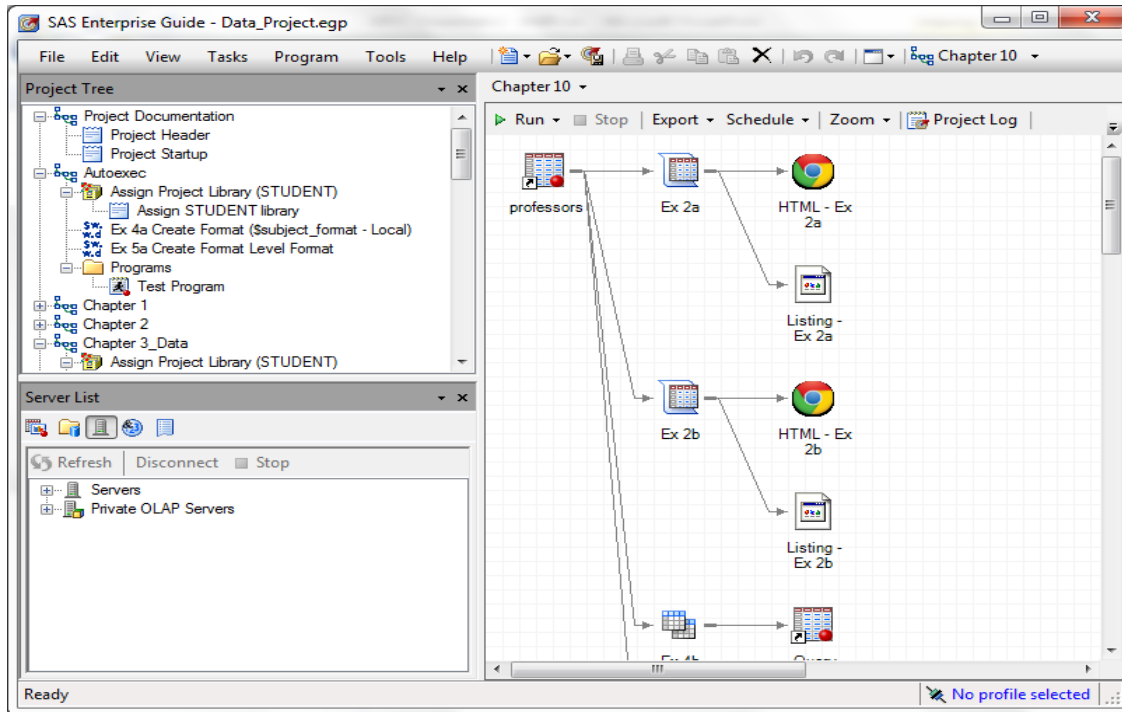 SAS Enterprise Guide - Data_Project.egp
File Edit View Tasks Program Tools Help
Chapter 10
Project Tree
Project Documentation
Project Header
Project Startup
Autoexec
Assign Project Library (STUDENT)
Assign STUDENT library
Ex 4a Create Format ($subject_format - Local)
Ex 5a Create Format Level Format
Programs
Test Program
Chapter 1
Chapter 2
Chapter 3_Data
Assign Project Library (STUDENT)
Server List
Refresh Disconnect Stop
Servers
Private OLAP Servers
Chapter 10
Run Stop Export Schedule Zoom Project Log
professors
Ex 2a
HTML - Ex
2a
Listing -
Ex 2a
Ex 2b
HTML - Ex
2b
Listing -
Ex 2b
Ex 4b
Query
Ready
No profile selected